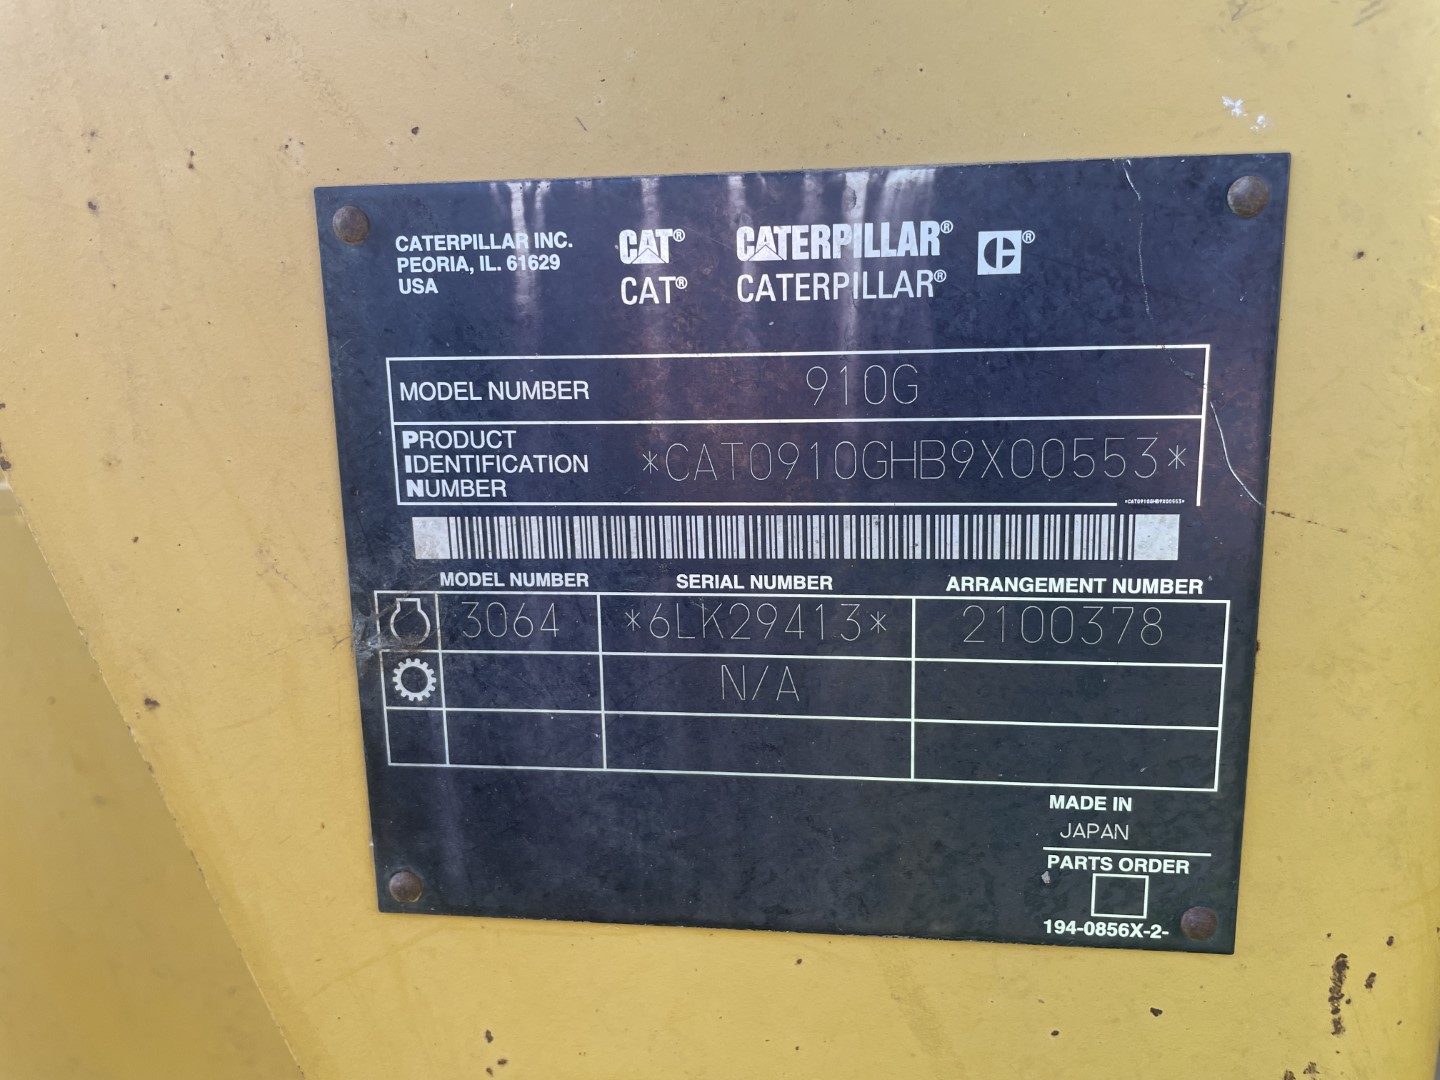 CATERPILLAR INC.
PEORIA, IL. 61629
USA
CAT® CATERPILLAR® C®
CAT® CATERPILLAR®
MODEL NUMBER 910G
PRODUCT
IDENTIFICATION
NUMBER
*CAT0910GHB9X00553*
*CAT0910GHB9X00553*
MODEL NUMBER SERIAL NUMBER ARRANGEMENT NUMBER
3064 *6LK29413* 2100378
N/A
MADE IN
JAPAN
PARTS ORDER
194-0856X-2-